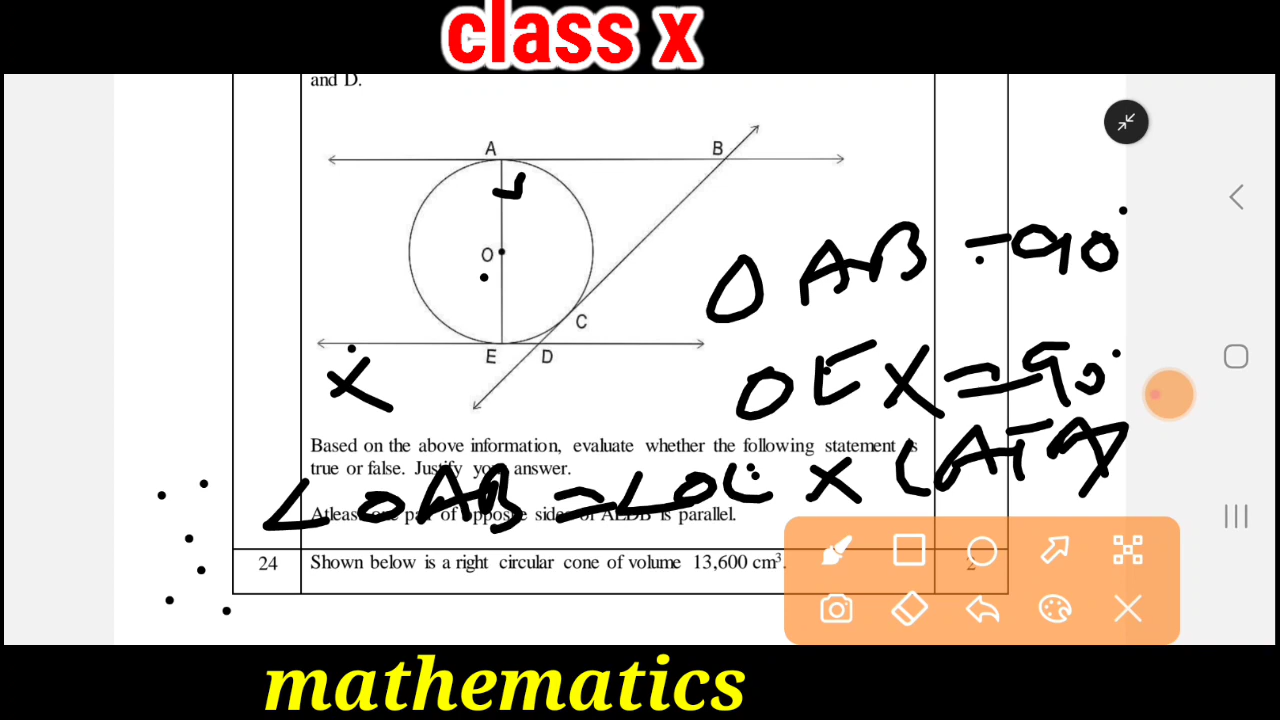 class x
and D.
A B
O
C
E D
OAB = 90°
X OEX = 90°
Based on the above information, evaluate whether the following statement is
true or false. Justify your answer.
∠OAB = ∠OEX (AIA)
Atleast one pair of opposite sides of AEDB is parallel.
24 Shown below is a right circular cone of volume 13,600 cm³. 2
mathematics